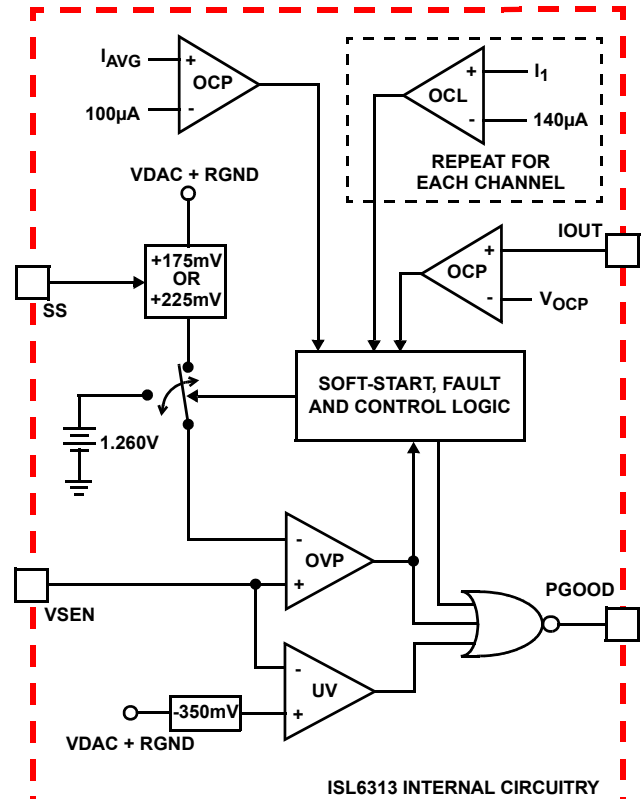 I_AVG
+
OCP
100µA
-
+
I_1
OCL
-
140µA
REPEAT FOR
EACH CHANNEL
VDAC + RGND
+175mV
OR
+225mV
SS
IOUT
+
OCP
-
V_OCP
SOFT-START, FAULT
AND CONTROL LOGIC
1.260V
-
OVP
+
VSEN
PGOOD
-
UV
+
-350mV
VDAC + RGND
ISL6313 INTERNAL CIRCUITRY